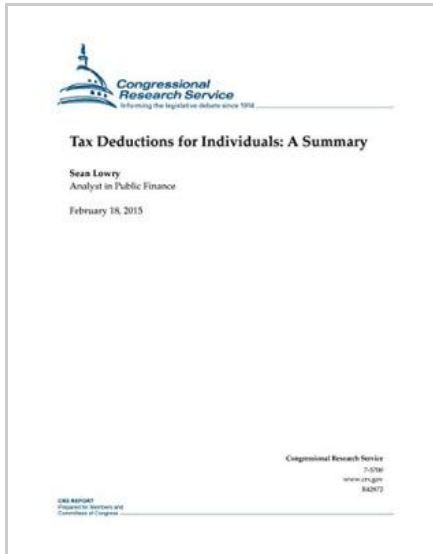 Congressional
Research Service
Informing the legislative debate since 1914
Tax Deductions for Individuals: A Summary
Sean Lowry
Analyst in Public Finance
February 18, 2015
Congressional Research Service
7-5700
www.crs.gov
R42872
CRS REPORT
Prepared for Members and
Committees of Congress